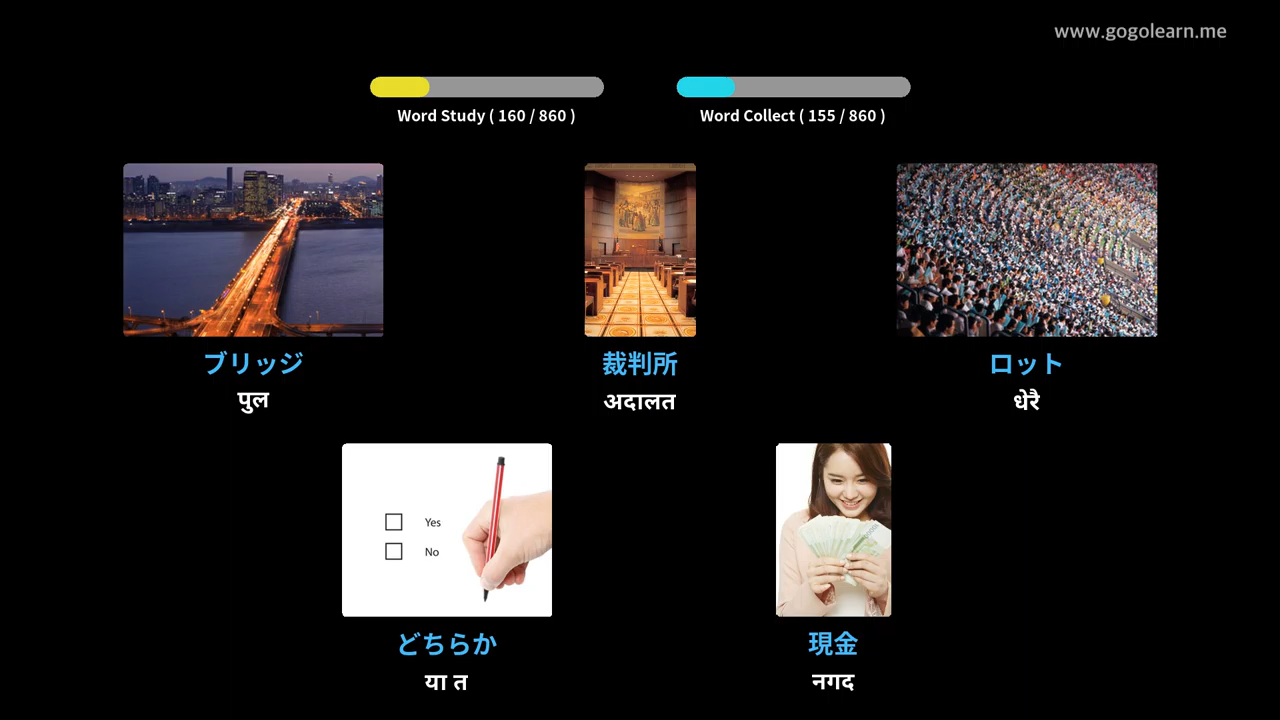 www.gogolearn.me
Word Study ( 160 / 860 )
Word Collect ( 155 / 860 )
ブリッジ
पुल
裁判所
अदालत
ロット
धेरै
Yes
No
どちらか
या त
現金
नगद